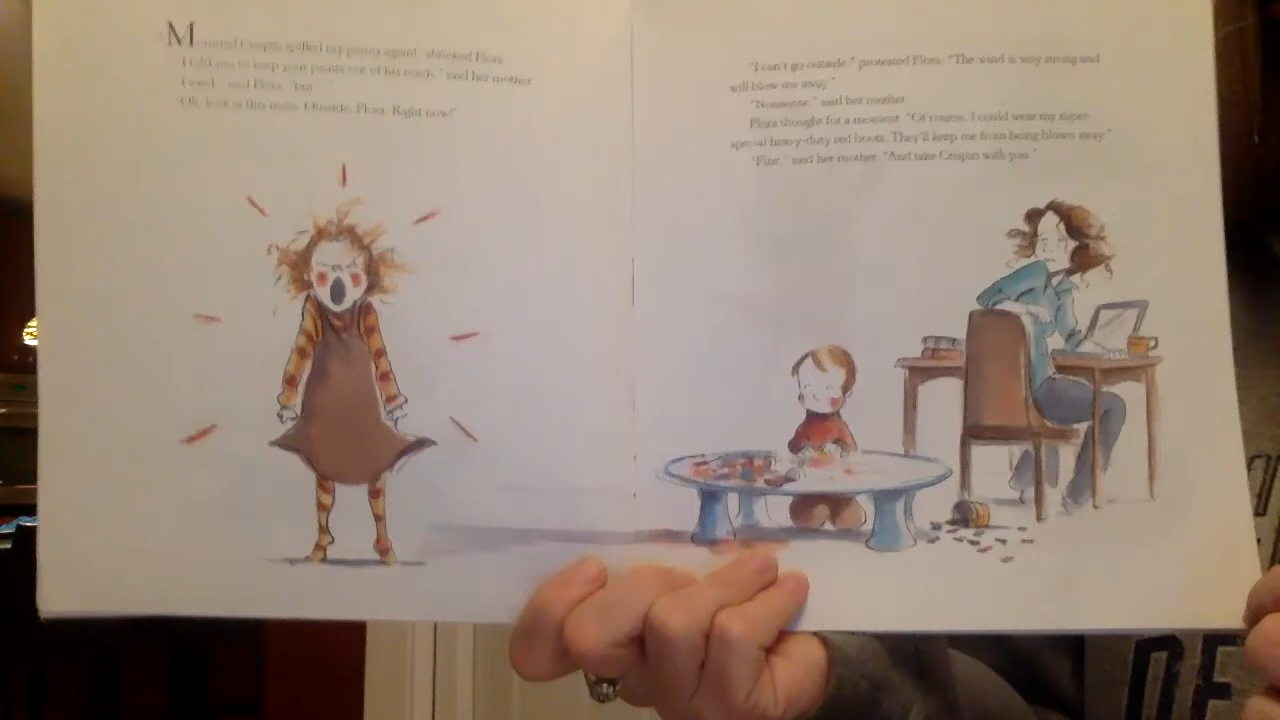 Mommm! Crispin spilled my paints again!" shrieked Flora.
"I told you to keep your paints out of his reach," said her mother.
"I tried," said Flora, "but . . ."
"Oh, look at this mess. Outside, Flora. Right now!"
"I can't go outside," protested Flora. "The wind is very strong and
will blow me away."
"Nonsense," said her mother.
Flora thought for a moment. "Of course, I could wear my super-
special heavy-duty red boots. They'll keep me from being blown away."
"Fine," said her mother. "And take Crispin with you."
DE